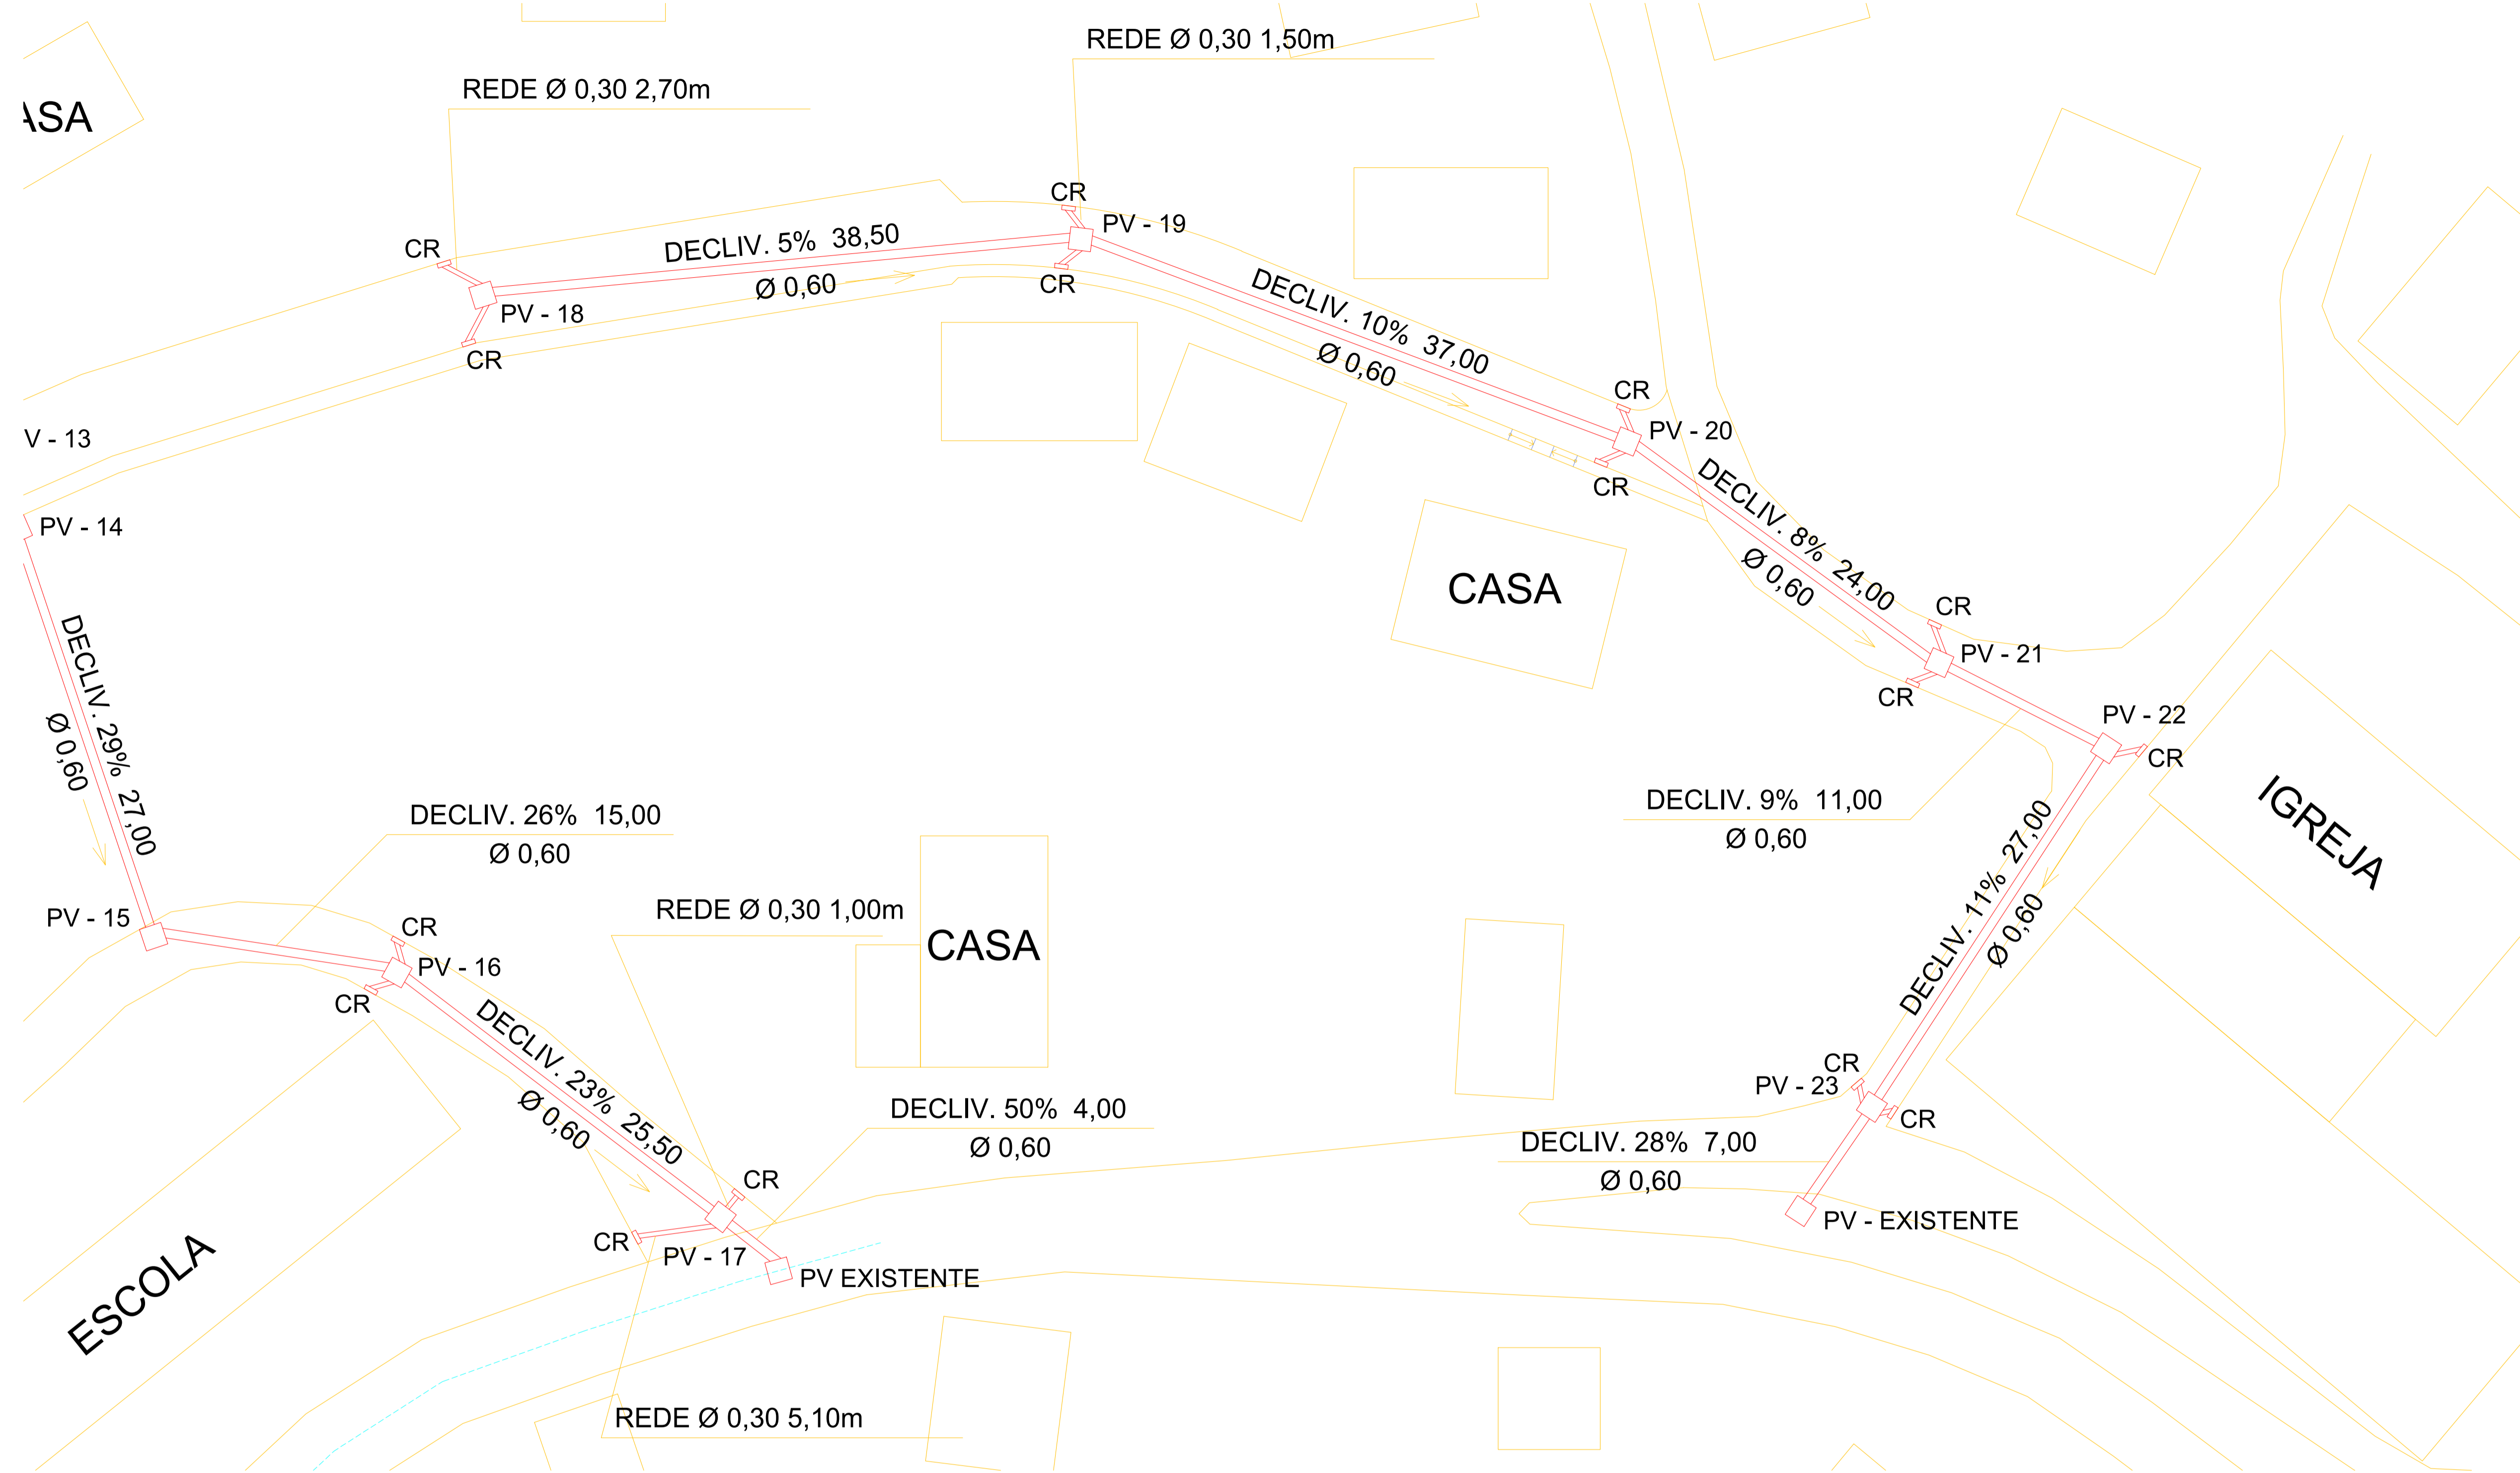 REDE Ø 0,30 1,50m
REDE Ø 0,30 2,70m
ASA
CR
PV - 19
CR
DECLIV. 5% 38,50
Ø 0,60
CR
PV - 18
CR
CR
DECLIV. 10% 37,00
Ø 0,60
CR
PV - 20
CR
V - 13
PV - 14
DECLIV. 8% 24,00
Ø 0,60
CASA
CR
PV - 21
CR
DECLIV. 29% 27,00
Ø 0,60
PV - 22
CR
DECLIV. 9% 11,00
Ø 0,60
IGREJA
DECLIV. 26% 15,00
Ø 0,60
DECLIV. 11% 27,00
Ø 0,60
REDE Ø 0,30 1,00m
CASA
PV - 15
CR
PV - 16
CR
DECLIV. 23% 25,50
Ø 0,60
DECLIV. 50% 4,00
Ø 0,60
CR
PV - 23
CR
DECLIV. 28% 7,00
Ø 0,60
CR
CR
PV - 17
PV EXISTENTE
PV - EXISTENTE
ESCOLA
REDE Ø 0,30 5,10m